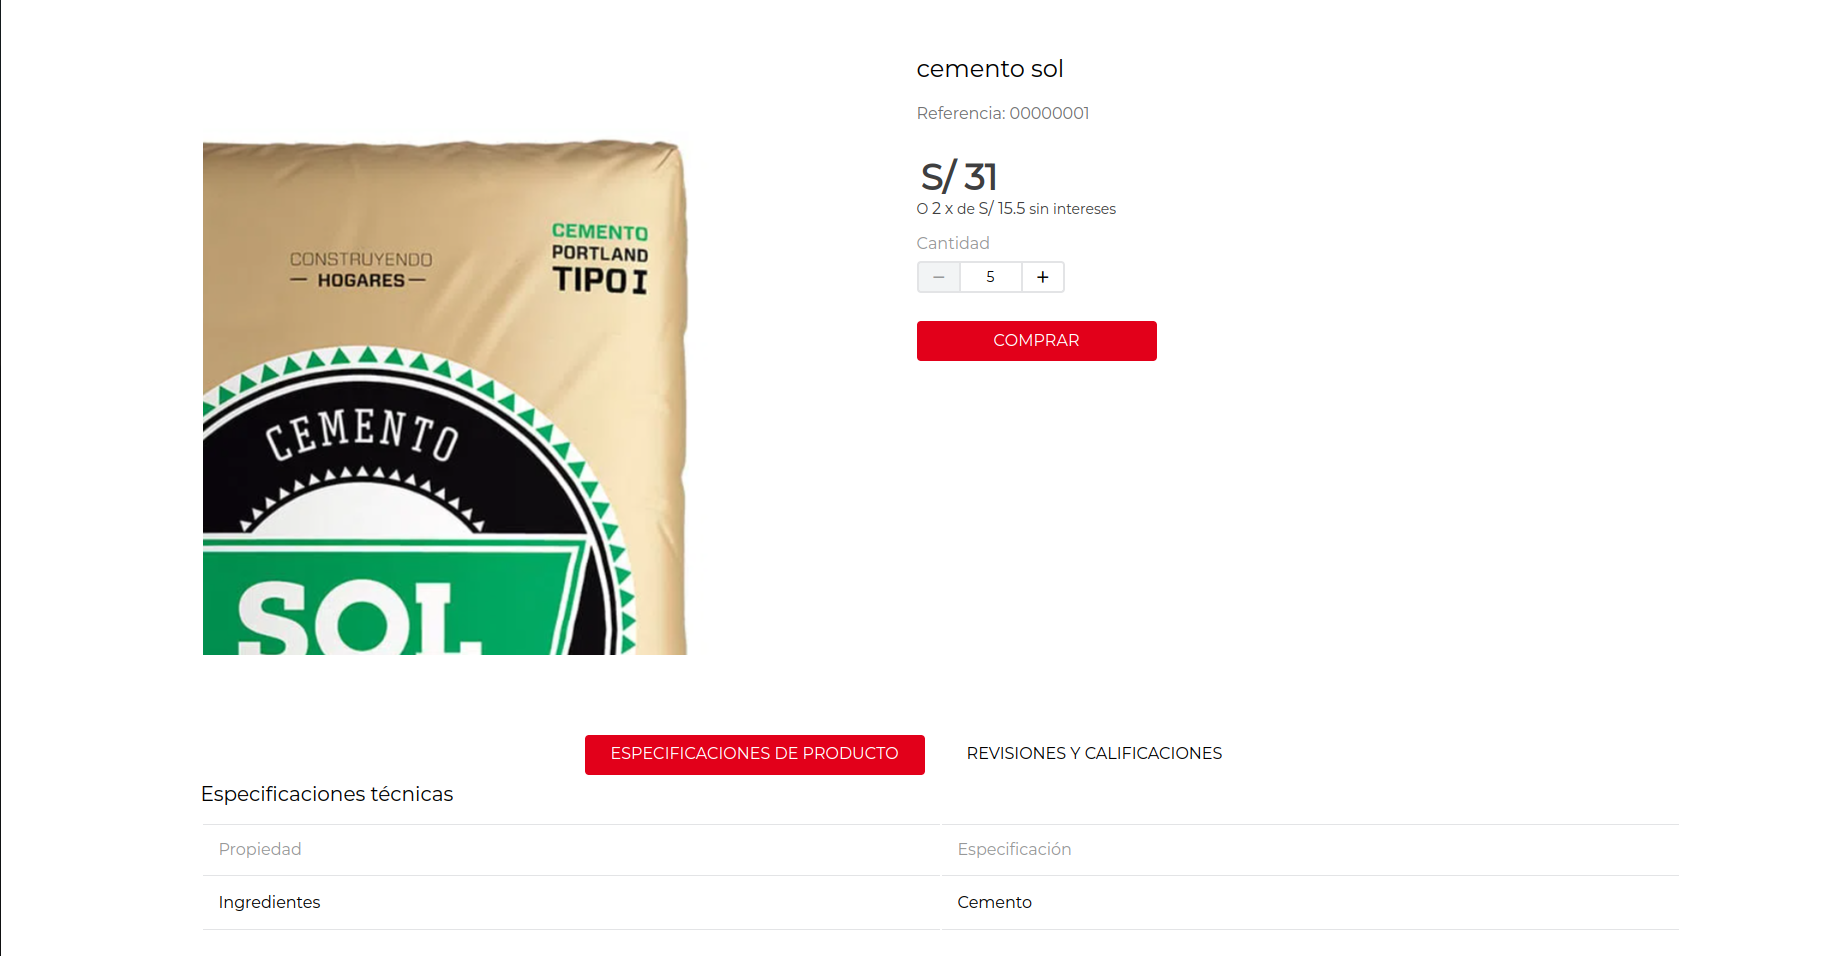 cemento sol
Referencia: 00000001
S/ 31
O 2 x de S/ 15.5 sin intereses
Cantidad
− 5 +
COMPRAR
CONSTRUYENDO
— HOGARES —
CEMENTO
PORTLAND
TIPO I
CEMENTO
SOL
ESPECIFICACIONES DE PRODUCTO
REVISIONES Y CALIFICACIONES
Especificaciones técnicas
Propiedad Especificación
Ingredientes Cemento